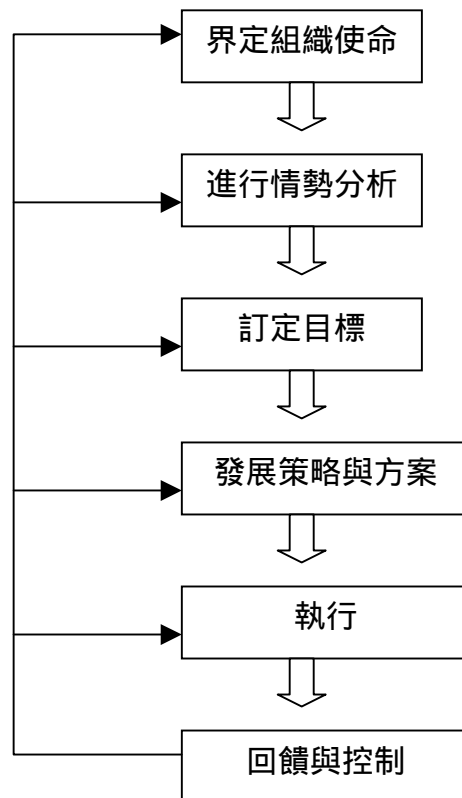 界定組織使命
進行情勢分析
訂定目標
發展策略與方案
執行
回饋與控制